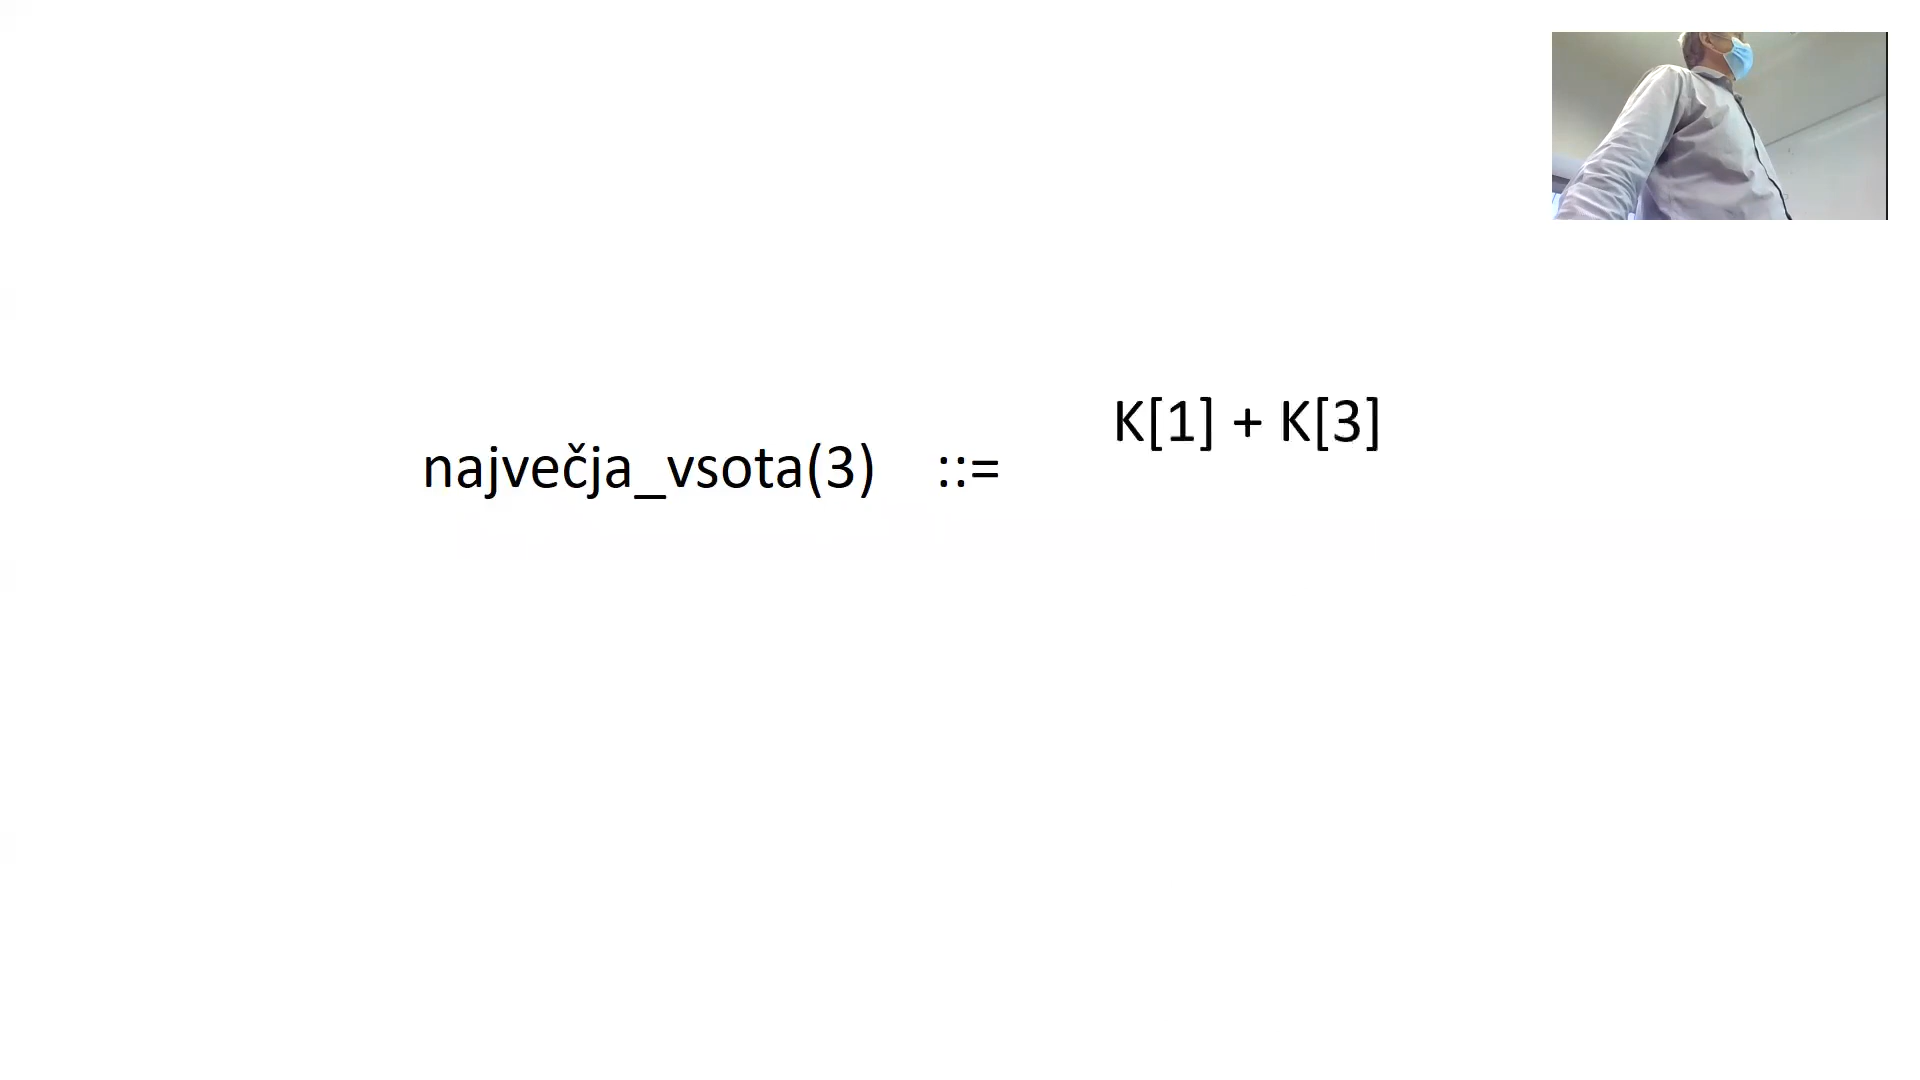 K[1] + K[3]
največja_vsota(3) ::=